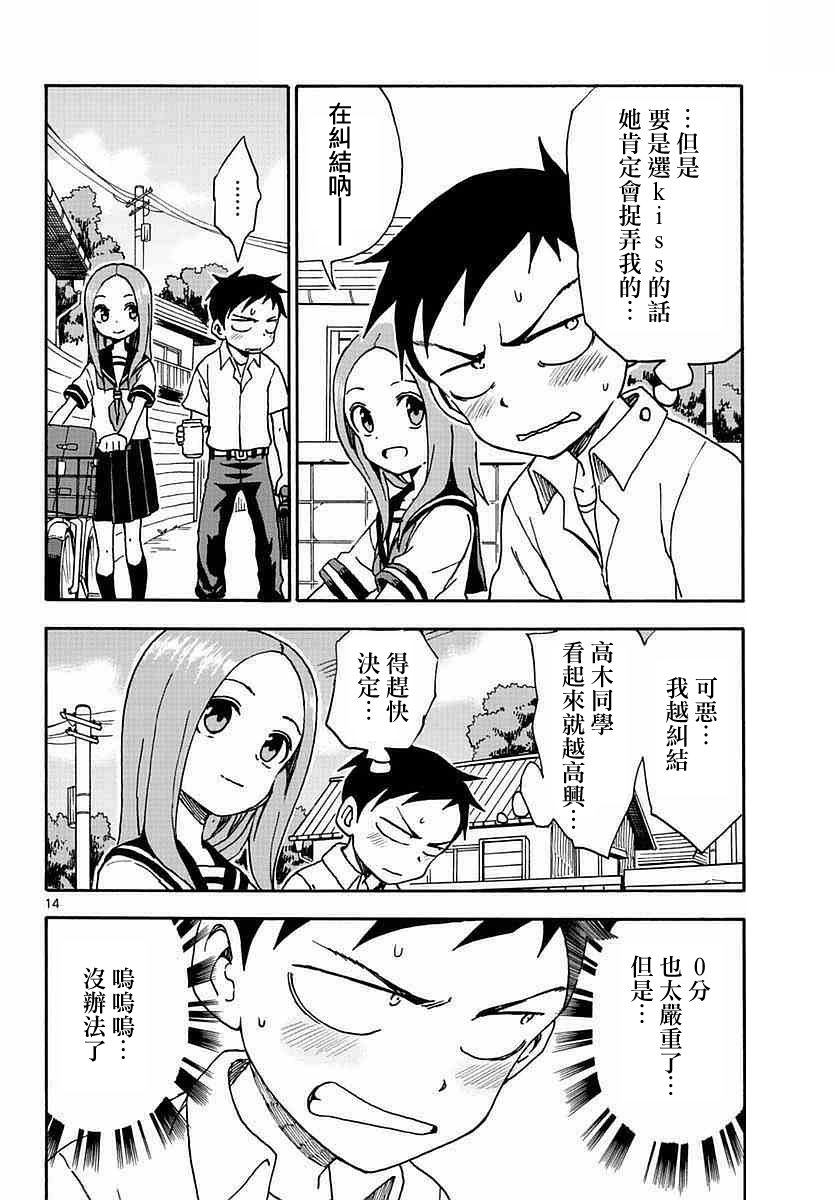 …但是
要是選kiss的話
她肯定會捉弄我的…
在糾結吶——
……
可惡…
我越糾結
高木同學
看起來就越高興…
得趕快
決定…
14
0分
也太嚴重了…
但是…
嗚嗚嗚…
沒辦法了